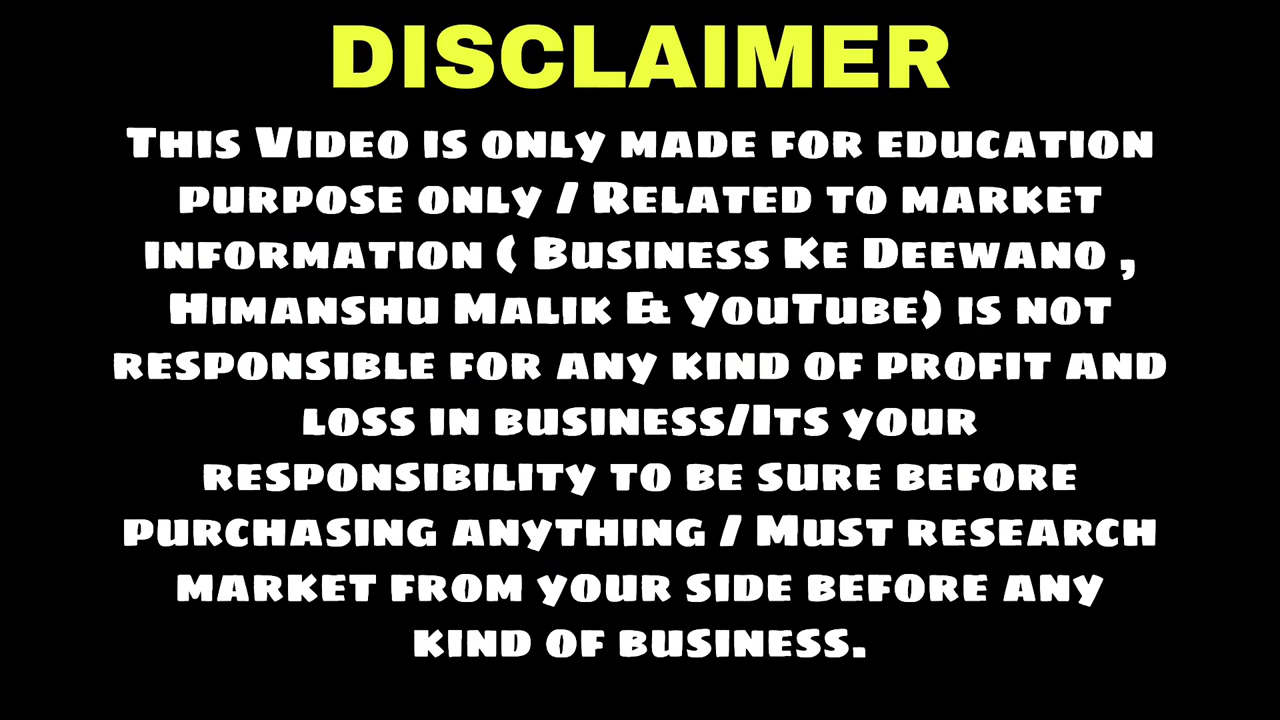 DISCLAIMER
This Video is only made for education
purpose only / Related to market
information ( Business Ke Deewano ,
Himanshu Malik & YouTube) is not
responsible for any kind of profit and
loss in business/Its your
responsibility to be sure before
purchasing anything / Must research
market from your side before any
kind of business.